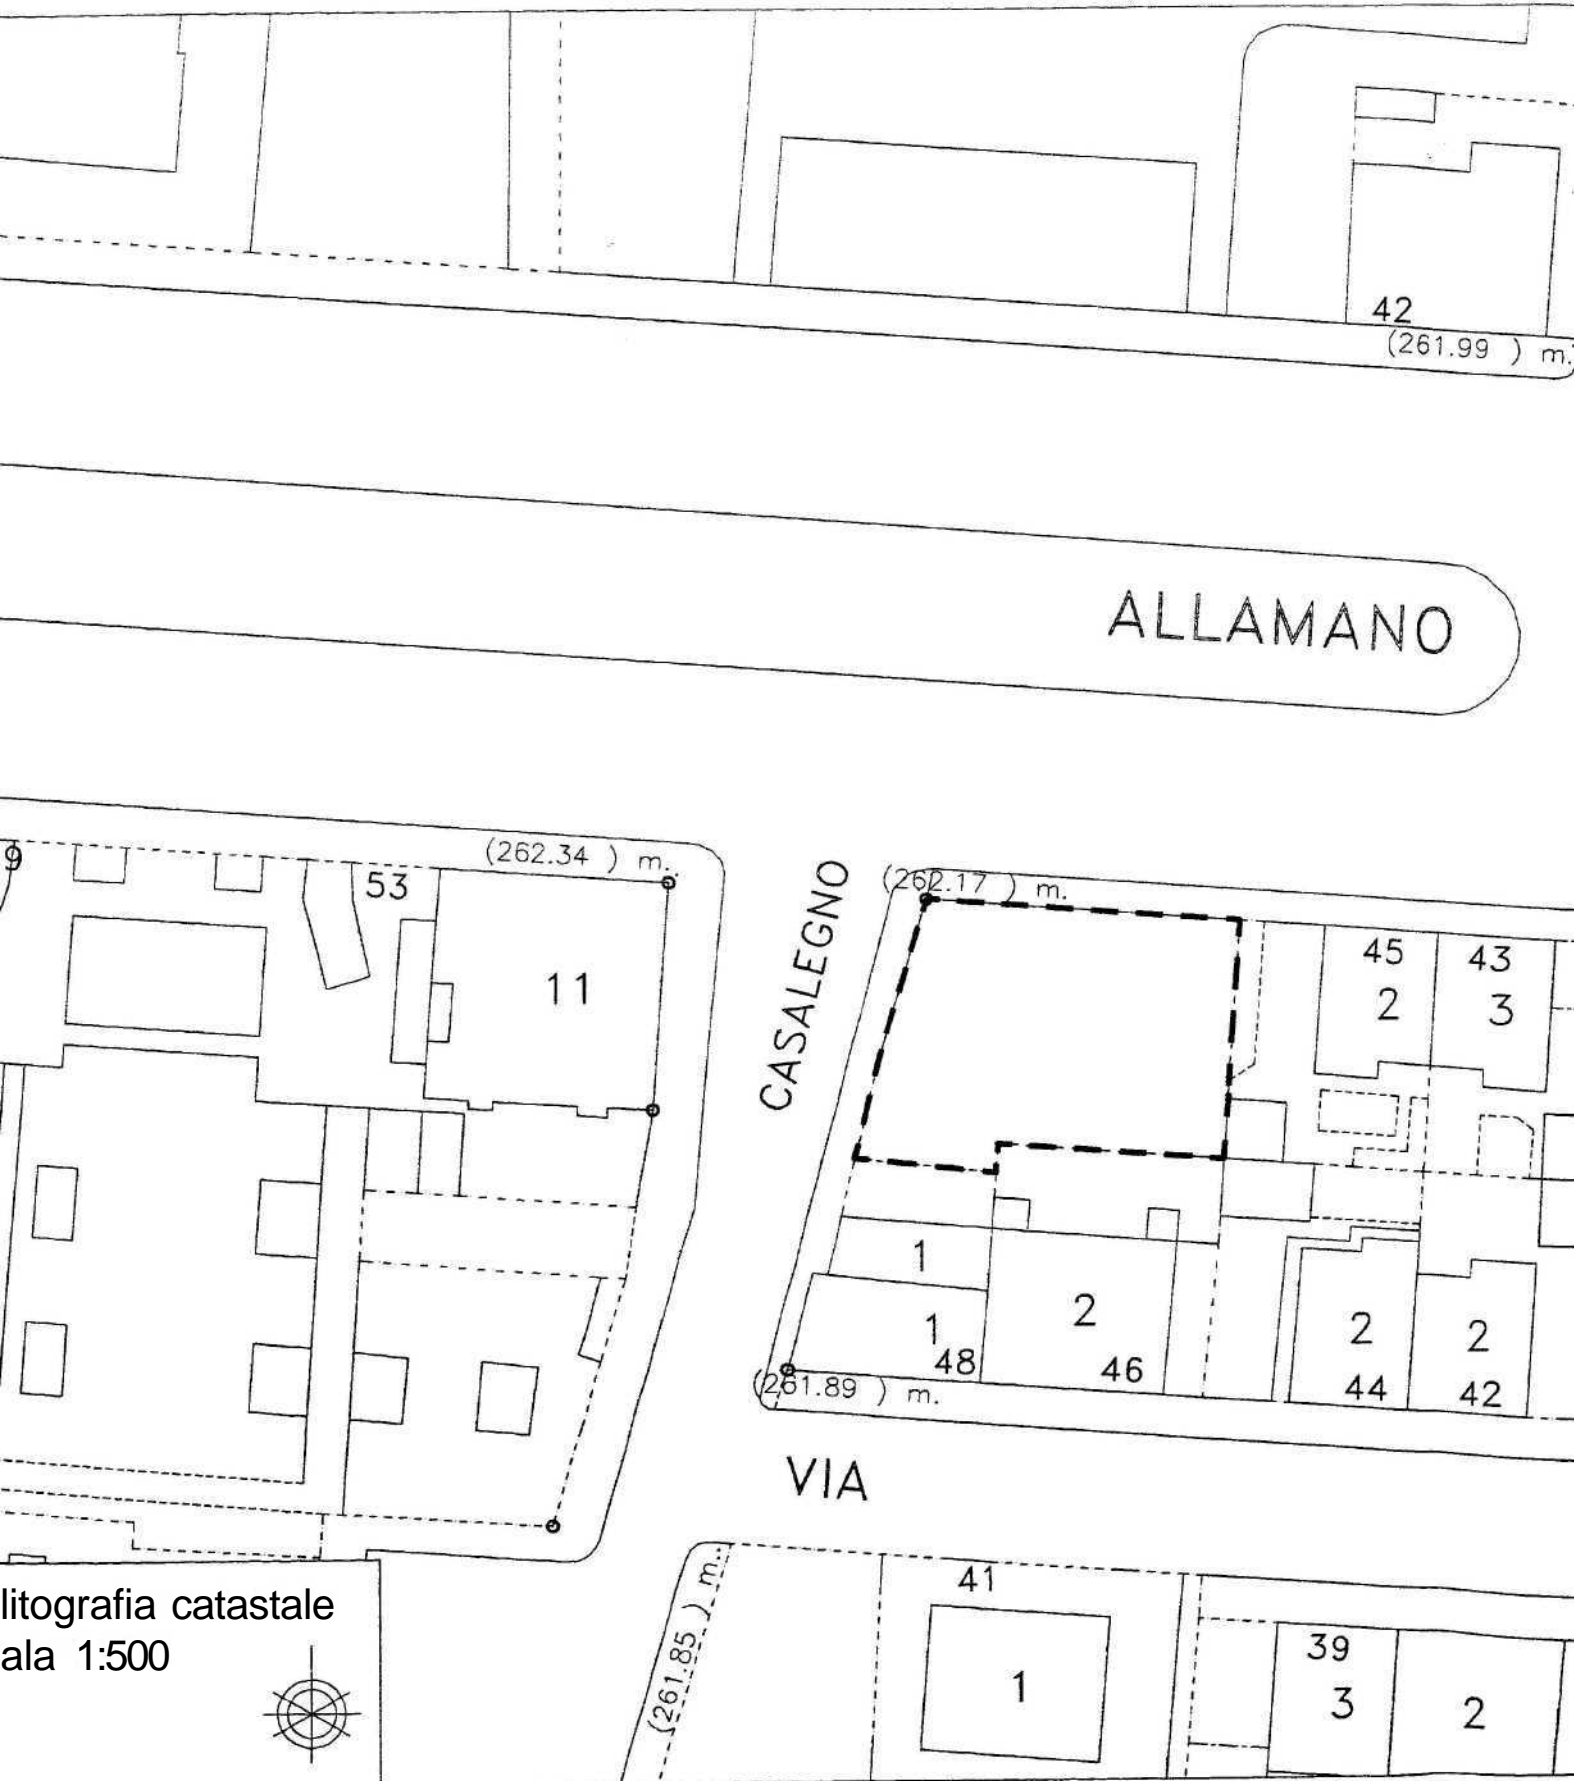 42
(261.99 ) m.
ALLAMANO
(262.34 ) m.
9
53
11
CASALEGNO
(262.17 ) m.
45
43
2
3
1
2
1
48
46
2
2
44
42
(261.89 ) m.
VIA
(261.85 ) m.
41
1
39
3
2
litografia catastale
ala 1:500